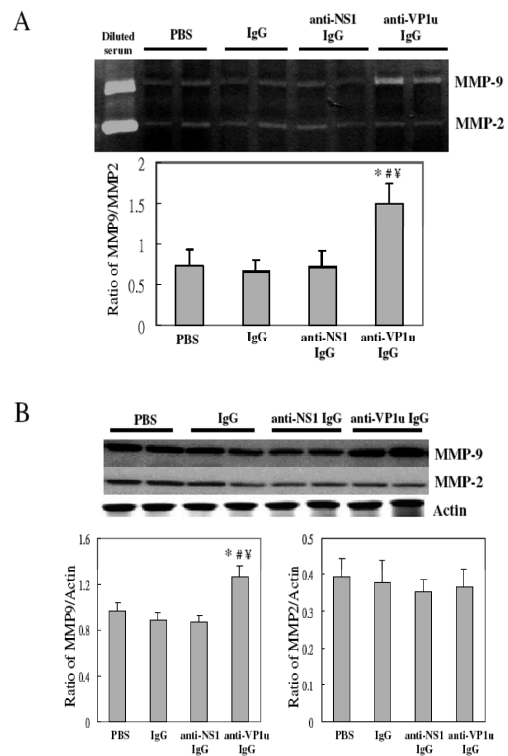 A
Diluted serum
PBS
IgG
anti-NS1 IgG
anti-VP1u IgG
MMP-9
MMP-2
Ratio of MMP9/MMP2
2
1.5
1
0.5
0
* # ¥
PBS
IgG
anti-NS1 IgG
anti-VP1u IgG
B
PBS
IgG
anti-NS1 IgG
anti-VP1u IgG
MMP-9
MMP-2
Actin
Ratio of MMP9/Actin
1.6
1.2
0.8
0.4
0
* # ¥
PBS
IgG
anti-NS1 IgG
anti-VP1u IgG
Ratio of MMP2/Actin
0.5
0.4
0.3
0.2
0.1
0
PBS
IgG
anti-NS1 IgG
anti-VP1u IgG